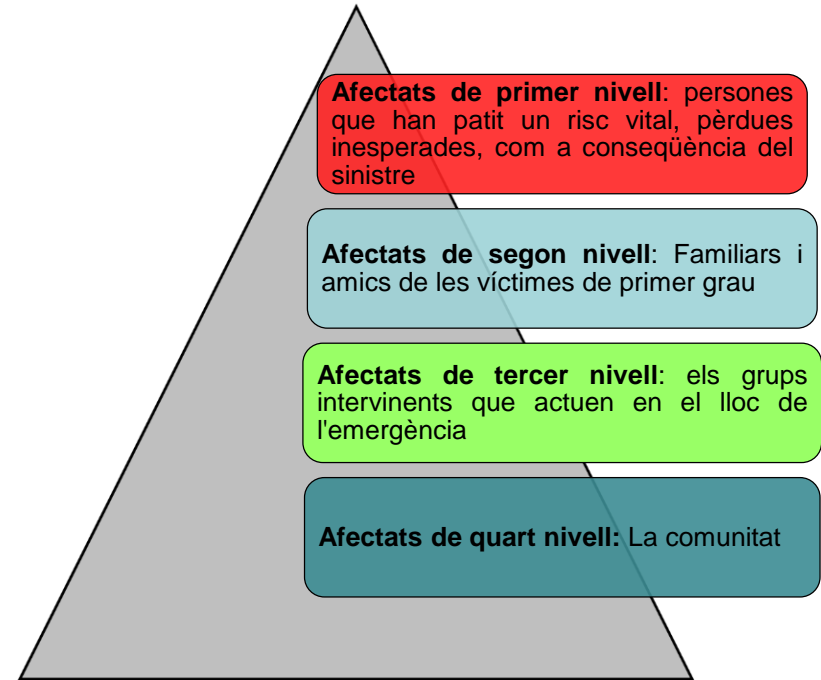 Afectats de primer nivell: persones
que han patit un risc vital, pèrdues
inesperades, com a conseqüència del
sinistre
Afectats de segon nivell: Familiars i
amics de les víctimes de primer grau
Afectats de tercer nivell: els grups
intervinents que actuen en el lloc de
l'emergència
Afectats de quart nivell: La comunitat